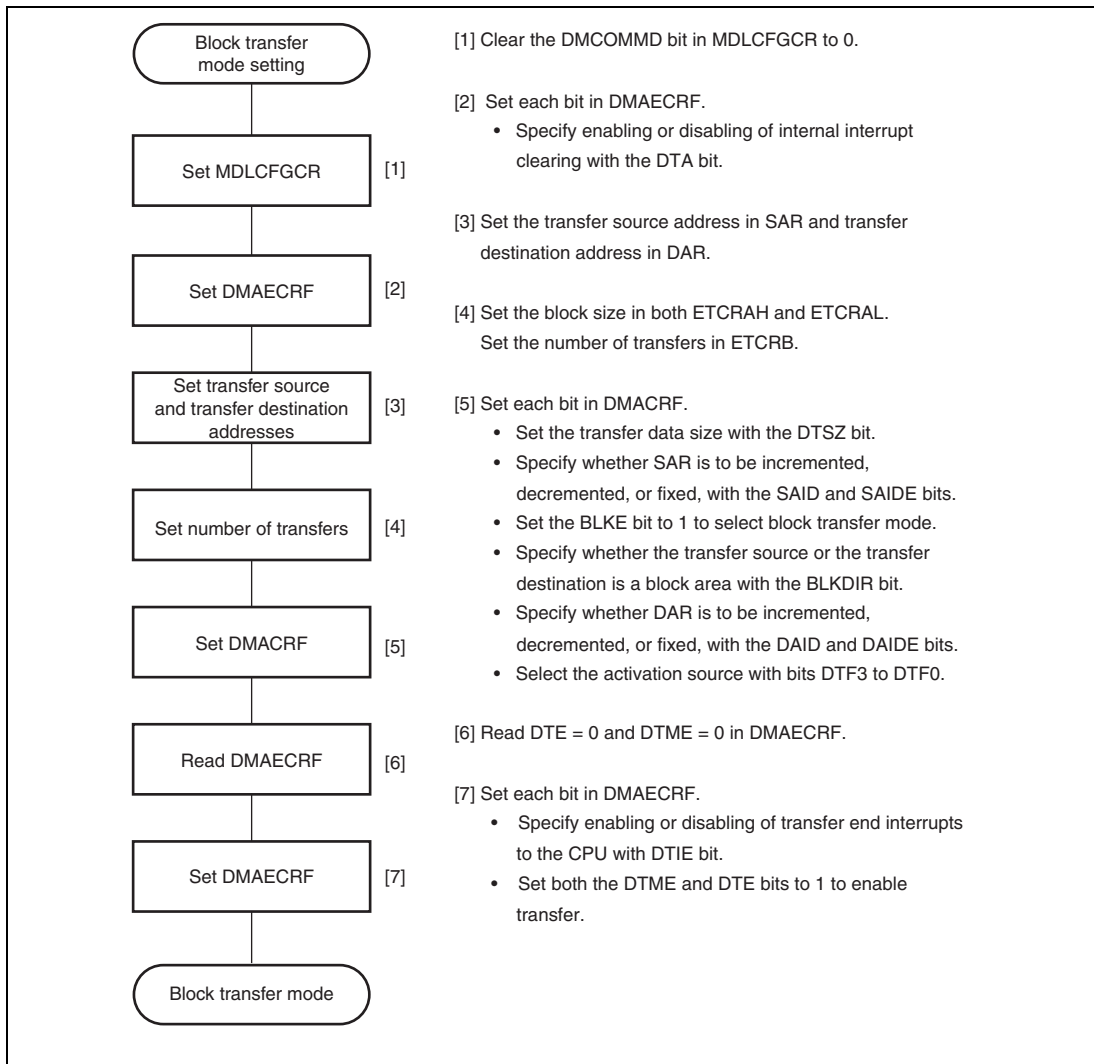 Block transfer
mode setting
Set MDLCFGCR
[1]
Set DMAECRF
[2]
Set transfer source
and transfer destination
addresses
[3]
Set number of transfers
[4]
Set DMACRF
[5]
Read DMAECRF
[6]
Set DMAECRF
[7]
Block transfer mode
[1] Clear the DMCOMMD bit in MDLCFGCR to 0.
[2] Set each bit in DMAECRF.
• Specify enabling or disabling of internal interrupt
clearing with the DTA bit.
[3] Set the transfer source address in SAR and transfer
destination address in DAR.
[4] Set the block size in both ETCRAH and ETCRAL.
Set the number of transfers in ETCRB.
[5] Set each bit in DMACRF.
• Set the transfer data size with the DTSZ bit.
• Specify whether SAR is to be incremented,
decremented, or fixed, with the SAID and SAIDE bits.
• Set the BLKE bit to 1 to select block transfer mode.
• Specify whether the transfer source or the transfer
destination is a block area with the BLKDIR bit.
• Specify whether DAR is to be incremented,
decremented, or fixed, with the DAID and DAIDE bits.
• Select the activation source with bits DTF3 to DTF0.
[6] Read DTE = 0 and DTME = 0 in DMAECRF.
[7] Set each bit in DMAECRF.
• Specify enabling or disabling of transfer end interrupts
to the CPU with DTIE bit.
• Set both the DTME and DTE bits to 1 to enable
transfer.